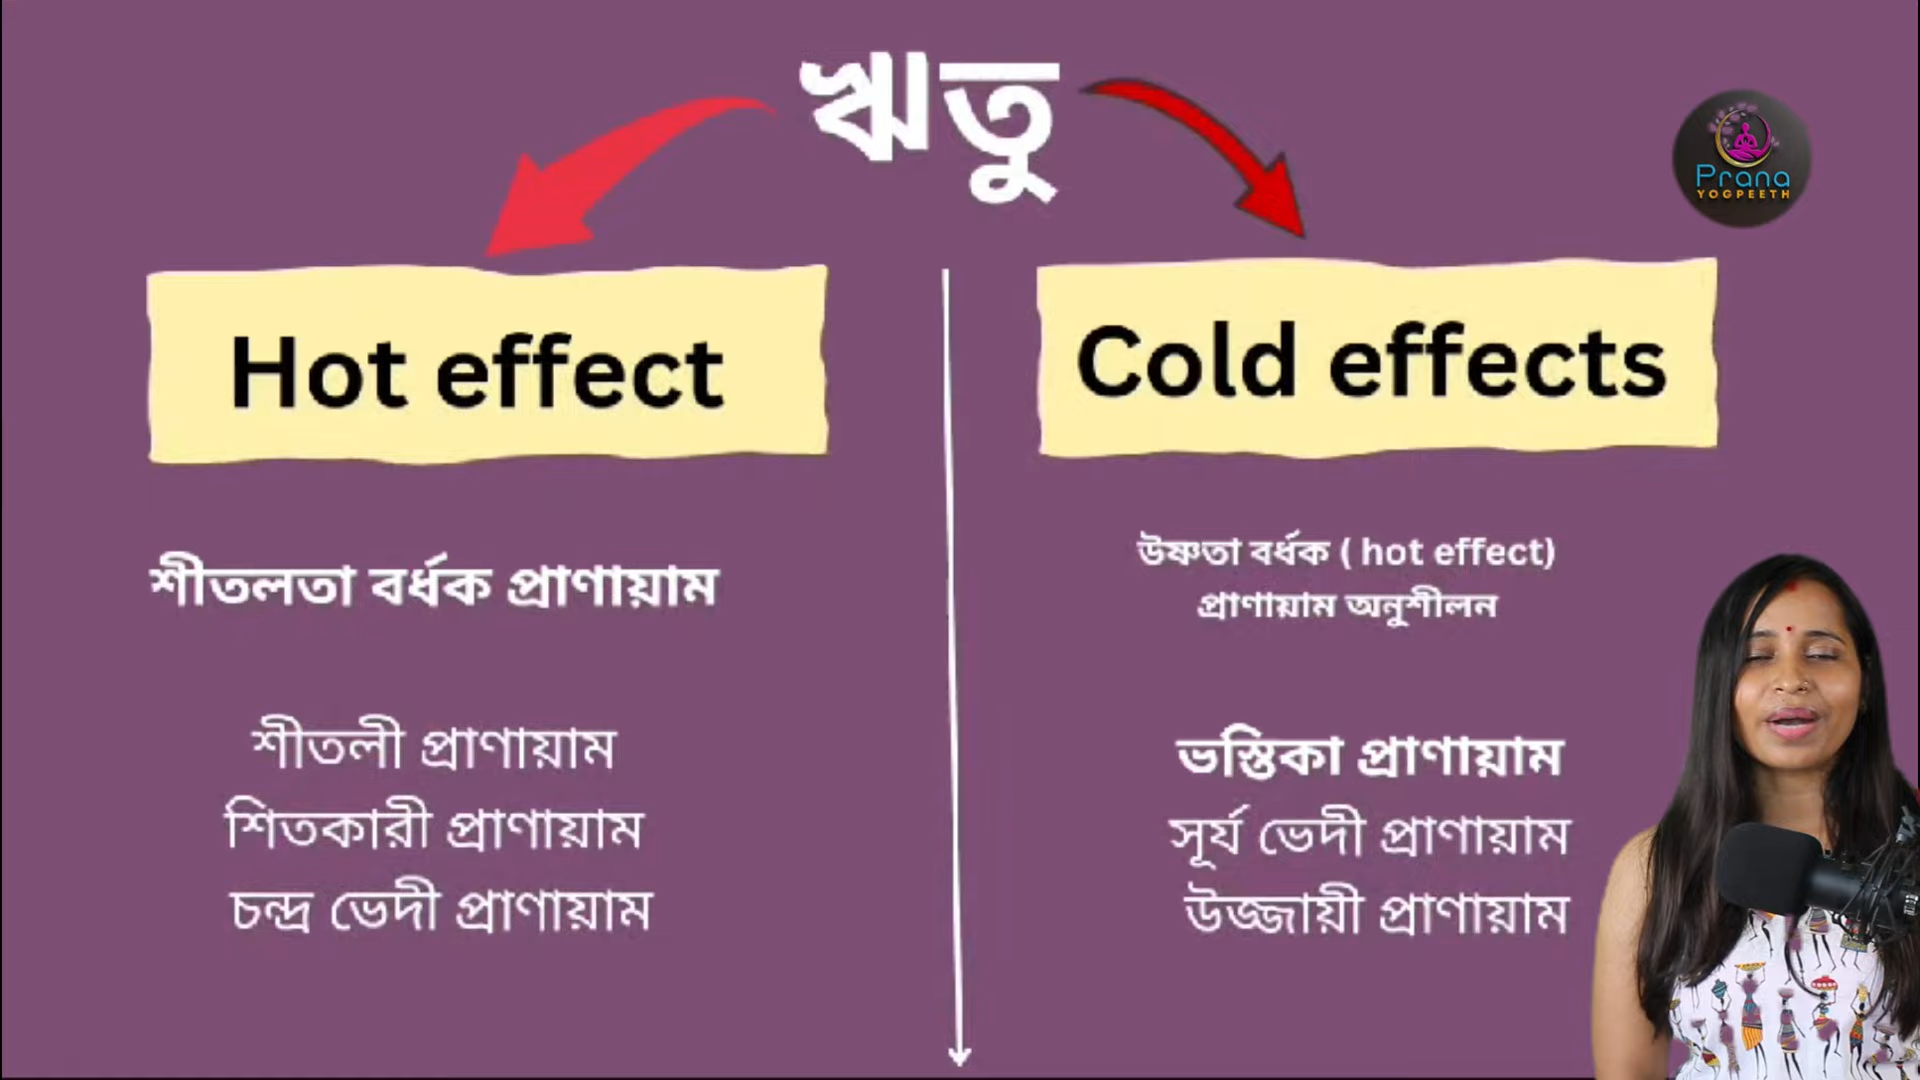 ঋতু
Prana
YOGPEETH
Hot effect
শীতলতা বর্ধক প্রাণায়াম
শীতলী প্রাণায়াম
শিতকারী প্রাণায়াম
চন্দ্র ভেদী প্রাণায়াম
Cold effects
উষ্ণতা বর্ধক ( hot effect)
প্রাণায়াম অনুশীলন
ভস্তিকা প্রাণায়াম
সূর্য ভেদী প্রাণায়াম
উজ্জায়ী প্রাণায়াম